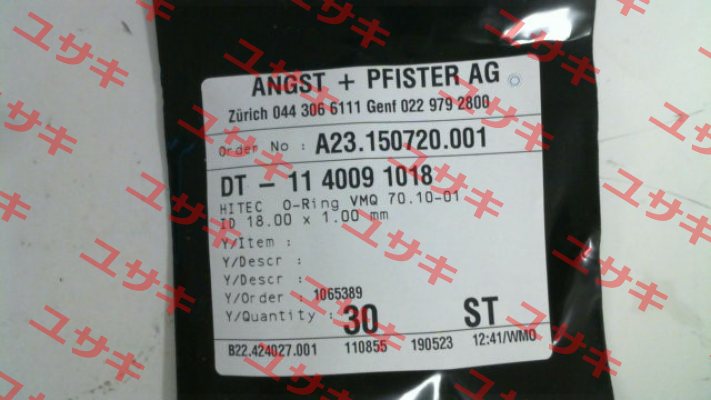 ANGST + PFISTER AG
Zürich 044 306 6111 Genf 022 979 2800
Order No : A23.150720.001
DT - 11 4009 1018
HITEC O-Ring VMQ 70.10-01
ID 18.00 x 1.00 mm
Y/Item :
Y/Descr :
Y/Descr :
Y/Order : 1065389
Y/Quantity : 30 ST
B22.424027.001 110855 190523 12:41/WMO
ユサキ